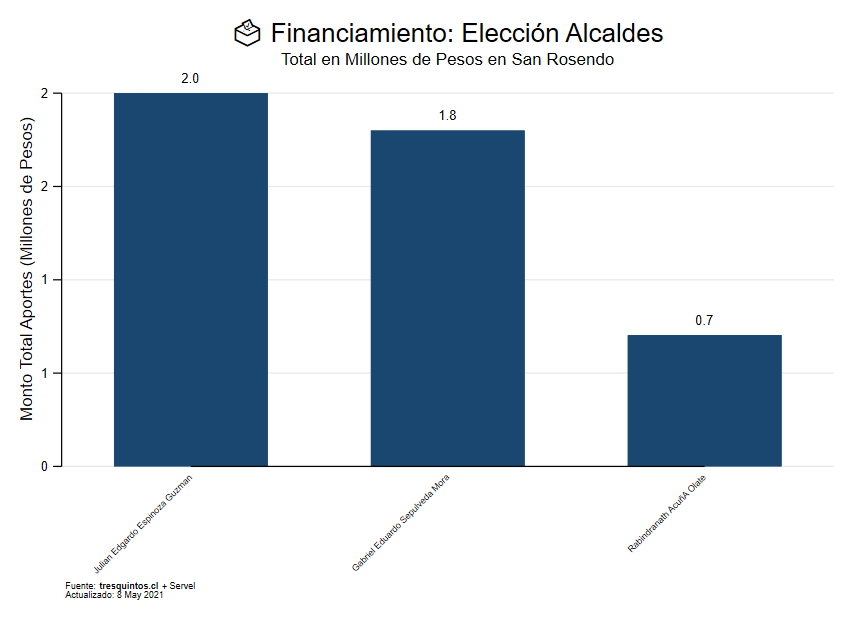 Financiamiento: Elección Alcaldes
Total en Millones de Pesos en San Rosendo
Monto Total Aportes (Millones de Pesos)
2
2
1
1
0
2.0
1.8
0.7
Julian Edgardo Espinoza Guzman
Gabriel Eduardo Sepulveda Mora
Rabindranath AcuñA Olate
Fuente: tresquintos.cl + Servel
Actualizado: 8 May 2021